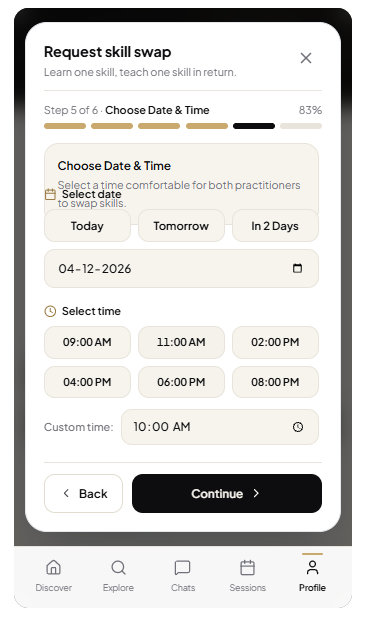 Request skill swap
Learn one skill, teach one skill in return.
Step 5 of 6 · Choose Date & Time 83%
Choose Date & Time
Select a time comfortable for both practitioners
Select date
to swap skills.
Today Tomorrow In 2 Days
04-12-2026
Select time
09:00 AM 11:00 AM 02:00 PM
04:00 PM 06:00 PM 08:00 PM
Custom time: 10:00 AM
Back Continue
Discover Explore Chats Sessions Profile